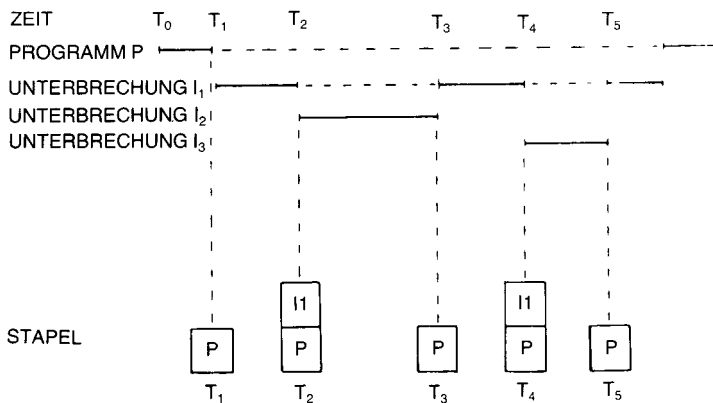 ZEIT T₀ T₁ T₂ T₃ T₄ T₅
PROGRAMM P
UNTERBRECHUNG I₁
UNTERBRECHUNG I₂
UNTERBRECHUNG I₃
I1 I1
STAPEL P P P P P
T₁ T₂ T₃ T₄ T₅